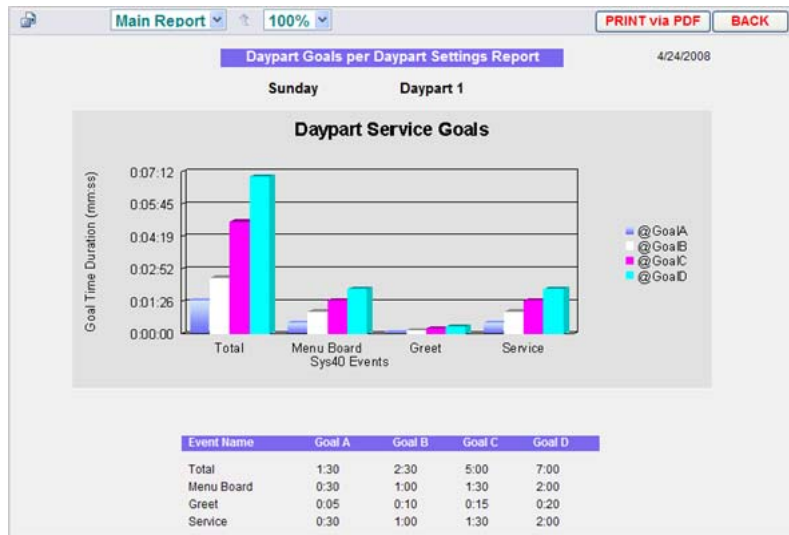 Main Report 100% PRINT via PDF BACK
Daypart Goals per Daypart Settings Report 4/24/2008
Sunday Daypart 1
Daypart Service Goals
Goal Time Duration (mm:ss)
0:07:12
0:05:45
0:04:19
0:02:52
0:01:26
0:00:00
Total Menu Board Greet Service
Sys40 Events
@GoalA
@GoalB
@GoalC
@GoalD
Event Name Goal A Goal B Goal C Goal D
Total 1:30 2:30 5:00 7:00
Menu Board 0:30 1:00 1:30 2:00
Greet 0:05 0:10 0:15 0:20
Service 0:30 1:00 1:30 2:00